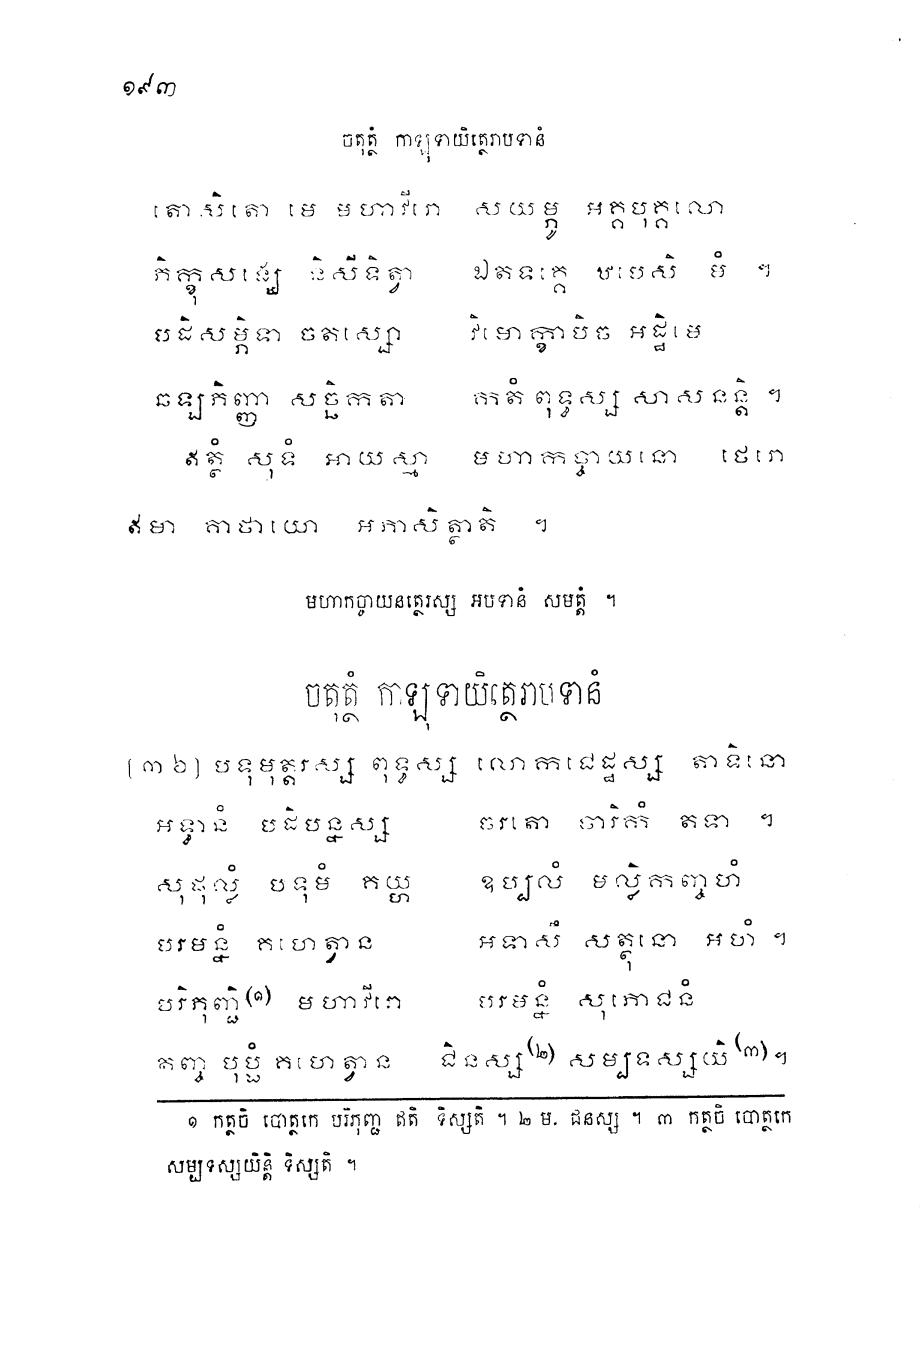 ១៩៣
ចតុត្ថំ កាឡុទាយិត្ថេរាបទានំ
តោសិតោ មេ មហាវីរោ សយម្ភូ អគ្គបុគ្គលោ
ភិក្ខុសង្ឃេ និសីទិត្វា ឯតទគ្គេ ឋបេសិ មំ ។
បដិសម្ភិទា ចតស្សោ វិមោក្ខាបិច អដ្ឋិមេ
ឆឡភិញ្ញា សច្ឆិកតា កតំ ពុទ្ធស្ស សាសនន្តិ ។
ឥត្ថំ សុទំ អាយស្មា មហាកច្ចាយនោ ថេរោ
ឥមា គាថាយោ អភាសិត្ថាតិ ។
មហាកច្ចាយនត្ថេរស្ស អបទានំ សមត្តំ ។
ចតុត្ថំ កាឡុទាយិត្ថេរាបទានំ
[៣៦] បទុមុត្តរស្ស ពុទ្ធស្ស លោកជេដ្ឋស្ស តាទិនោ
អទ្ធានំ បដិបន្នស្ស ចរតោ ចារិកំ តទា ។
សុផុល្លំ បទុមំ គយ្ហ ឧប្បលំ មល្លិកញ្ចហំ
បរមន្នំ គហេត្វាន អទាសឹ សត្ថុនោ អហំ ។
បរិភុញ្ជិ(១) មហាវីរោ បរមន្នំ សុភោជនំ
តញ្ច បុប្ផំ គហេត្វាន ជិនស្ស(២) សម្បទស្សយិ(៣)។
១ កត្ថចិ បោត្ថកេ បរិភុញ្ជ ឥតិ ទិស្សតិ ។ ២ ម. ជនស្ស ។ ៣ កត្ថចិ បោត្ថកេ
សម្បទស្សយិន្តិ ទិស្សតិ ។